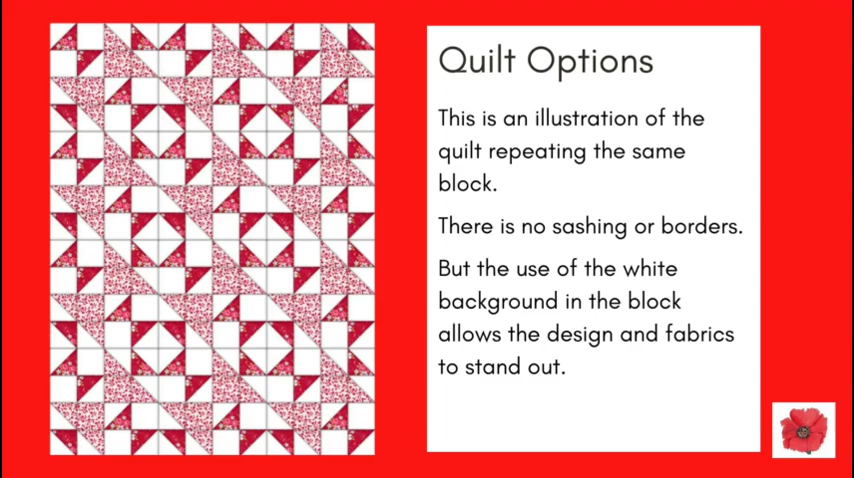 Quilt Options
This is an illustration of the
quilt repeating the same
block.
There is no sashing or borders.
But the use of the white
background in the block
allows the design and fabrics
to stand out.